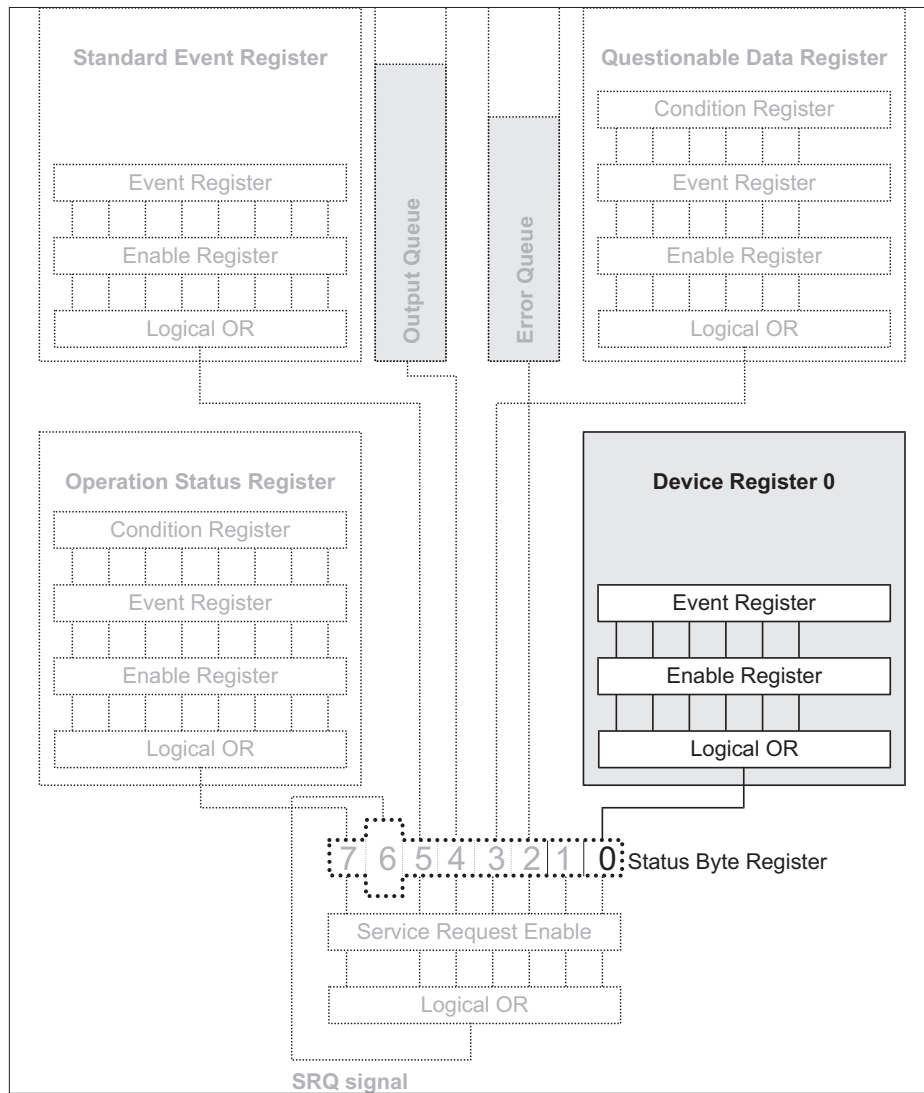 Standard Event Register
Event Register
Enable Register
Logical OR
Output Queue
Error Queue
Questionable Data Register
Condition Register
Event Register
Enable Register
Logical OR
Operation Status Register
Condition Register
Event Register
Enable Register
Logical OR
Device Register 0
Event Register
Enable Register
Logical OR
7 6 5 4 3 2 1 0 Status Byte Register
Service Request Enable
Logical OR
SRQ signal